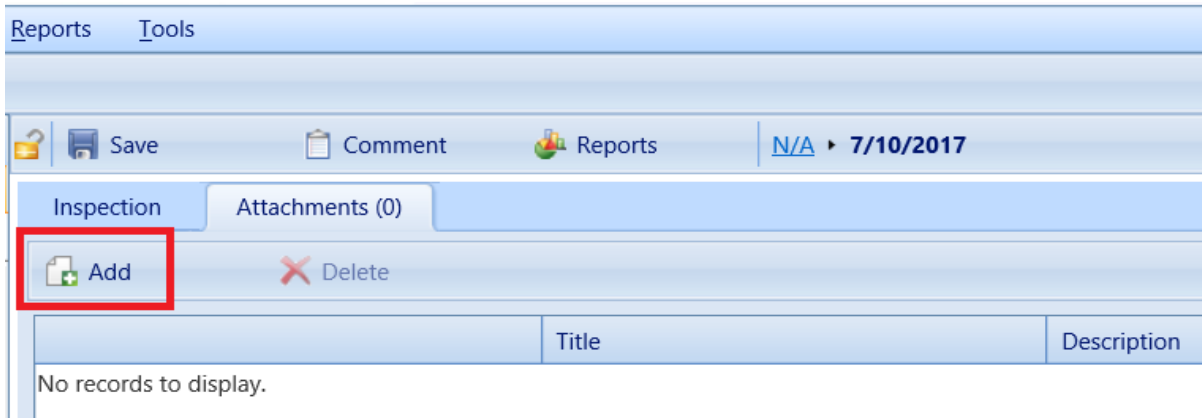 Reports Tools
Save Comment Reports N/A ‣ 7/10/2017
Inspection Attachments (0)
Add Delete
Title Description
No records to display.